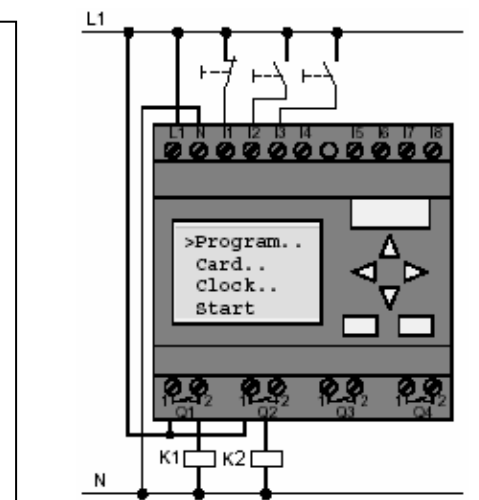 L1
L1 N I1 I2 I3 I4 I5 I6 I7 I8
>Program..
Card..
Clock..
Start
1 2 1 2 1 2 1 2
Q1 Q2 Q3 Q4
K1 K2
N